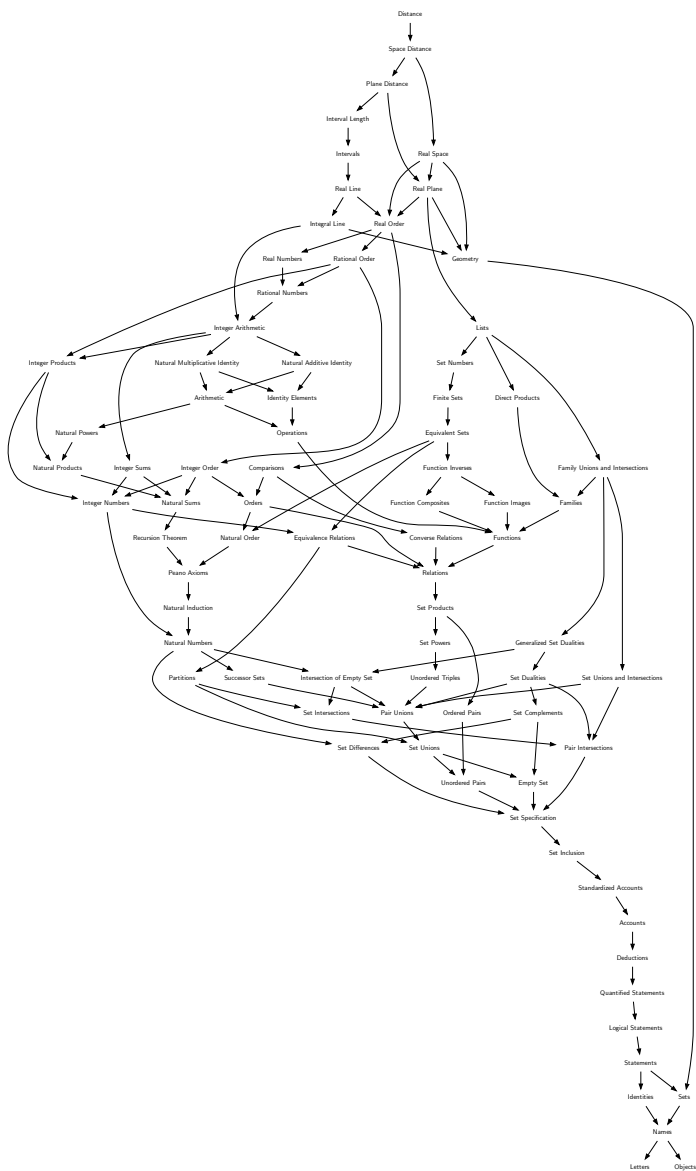 Distance
Space Distance
Plane Distance
Interval Length
Intervals
Real Space
Real Line
Real Plane
Integral Line
Real Order
Real Numbers
Rational Order
Geometry
Rational Numbers
Integer Arithmetic
Lists
Integer Products
Natural Multiplicative Identity
Natural Additive Identity
Set Numbers
Arithmetic
Identity Elements
Finite Sets
Direct Products
Natural Powers
Operations
Equivalent Sets
Natural Products
Integer Sums
Integer Order
Comparisons
Function Inverses
Family Unions and Intersections
Integer Numbers
Natural Sums
Orders
Function Composites
Function Images
Families
Recursion Theorem
Natural Order
Equivalence Relations
Converse Relations
Functions
Peano Axioms
Relations
Natural Induction
Set Products
Natural Numbers
Set Powers
Generalized Set Dualities
Partitions
Successor Sets
Intersection of Empty Set
Unordered Triples
Set Dualities
Set Unions and Intersections
Set Intersections
Pair Unions
Ordered Pairs
Set Complements
Set Differences
Set Unions
Pair Intersections
Unordered Pairs
Empty Set
Set Specification
Set Inclusion
Standardized Accounts
Accounts
Deductions
Quantified Statements
Logical Statements
Statements
Identities
Sets
Names
Letters
Objects